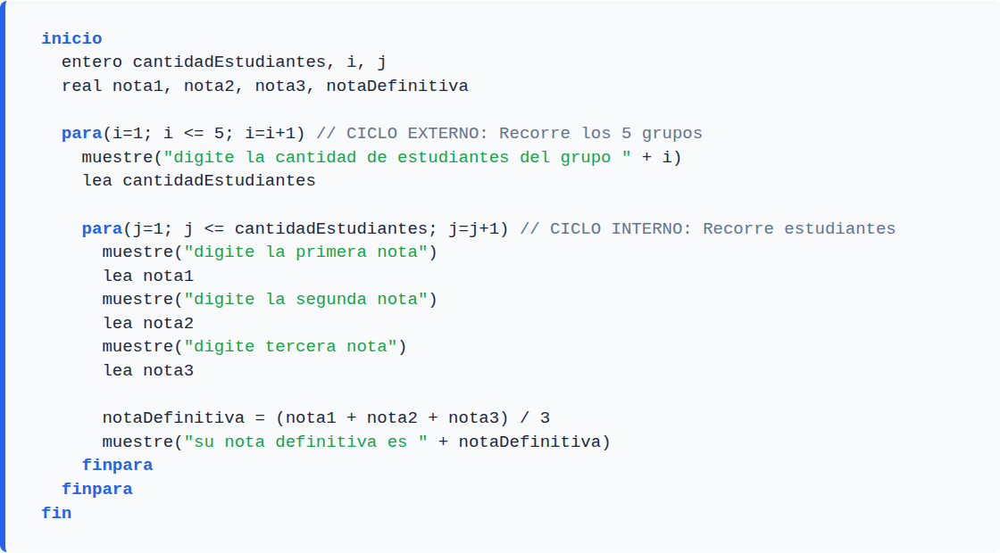 inicio
  entero cantidadEstudiantes, i, j
  real nota1, nota2, nota3, notaDefinitiva

  para(i=1; i <= 5; i=i+1) // CICLO EXTERNO: Recorre los 5 grupos
    muestre("digite la cantidad de estudiantes del grupo " + i)
    lea cantidadEstudiantes

    para(j=1; j <= cantidadEstudiantes; j=j+1) // CICLO INTERNO: Recorre estudiantes
      muestre("digite la primera nota")
      lea nota1
      muestre("digite la segunda nota")
      lea nota2
      muestre("digite tercera nota")
      lea nota3

      notaDefinitiva = (nota1 + nota2 + nota3) / 3
      muestre("su nota definitiva es " + notaDefinitiva)
    finpara
  finpara
fin